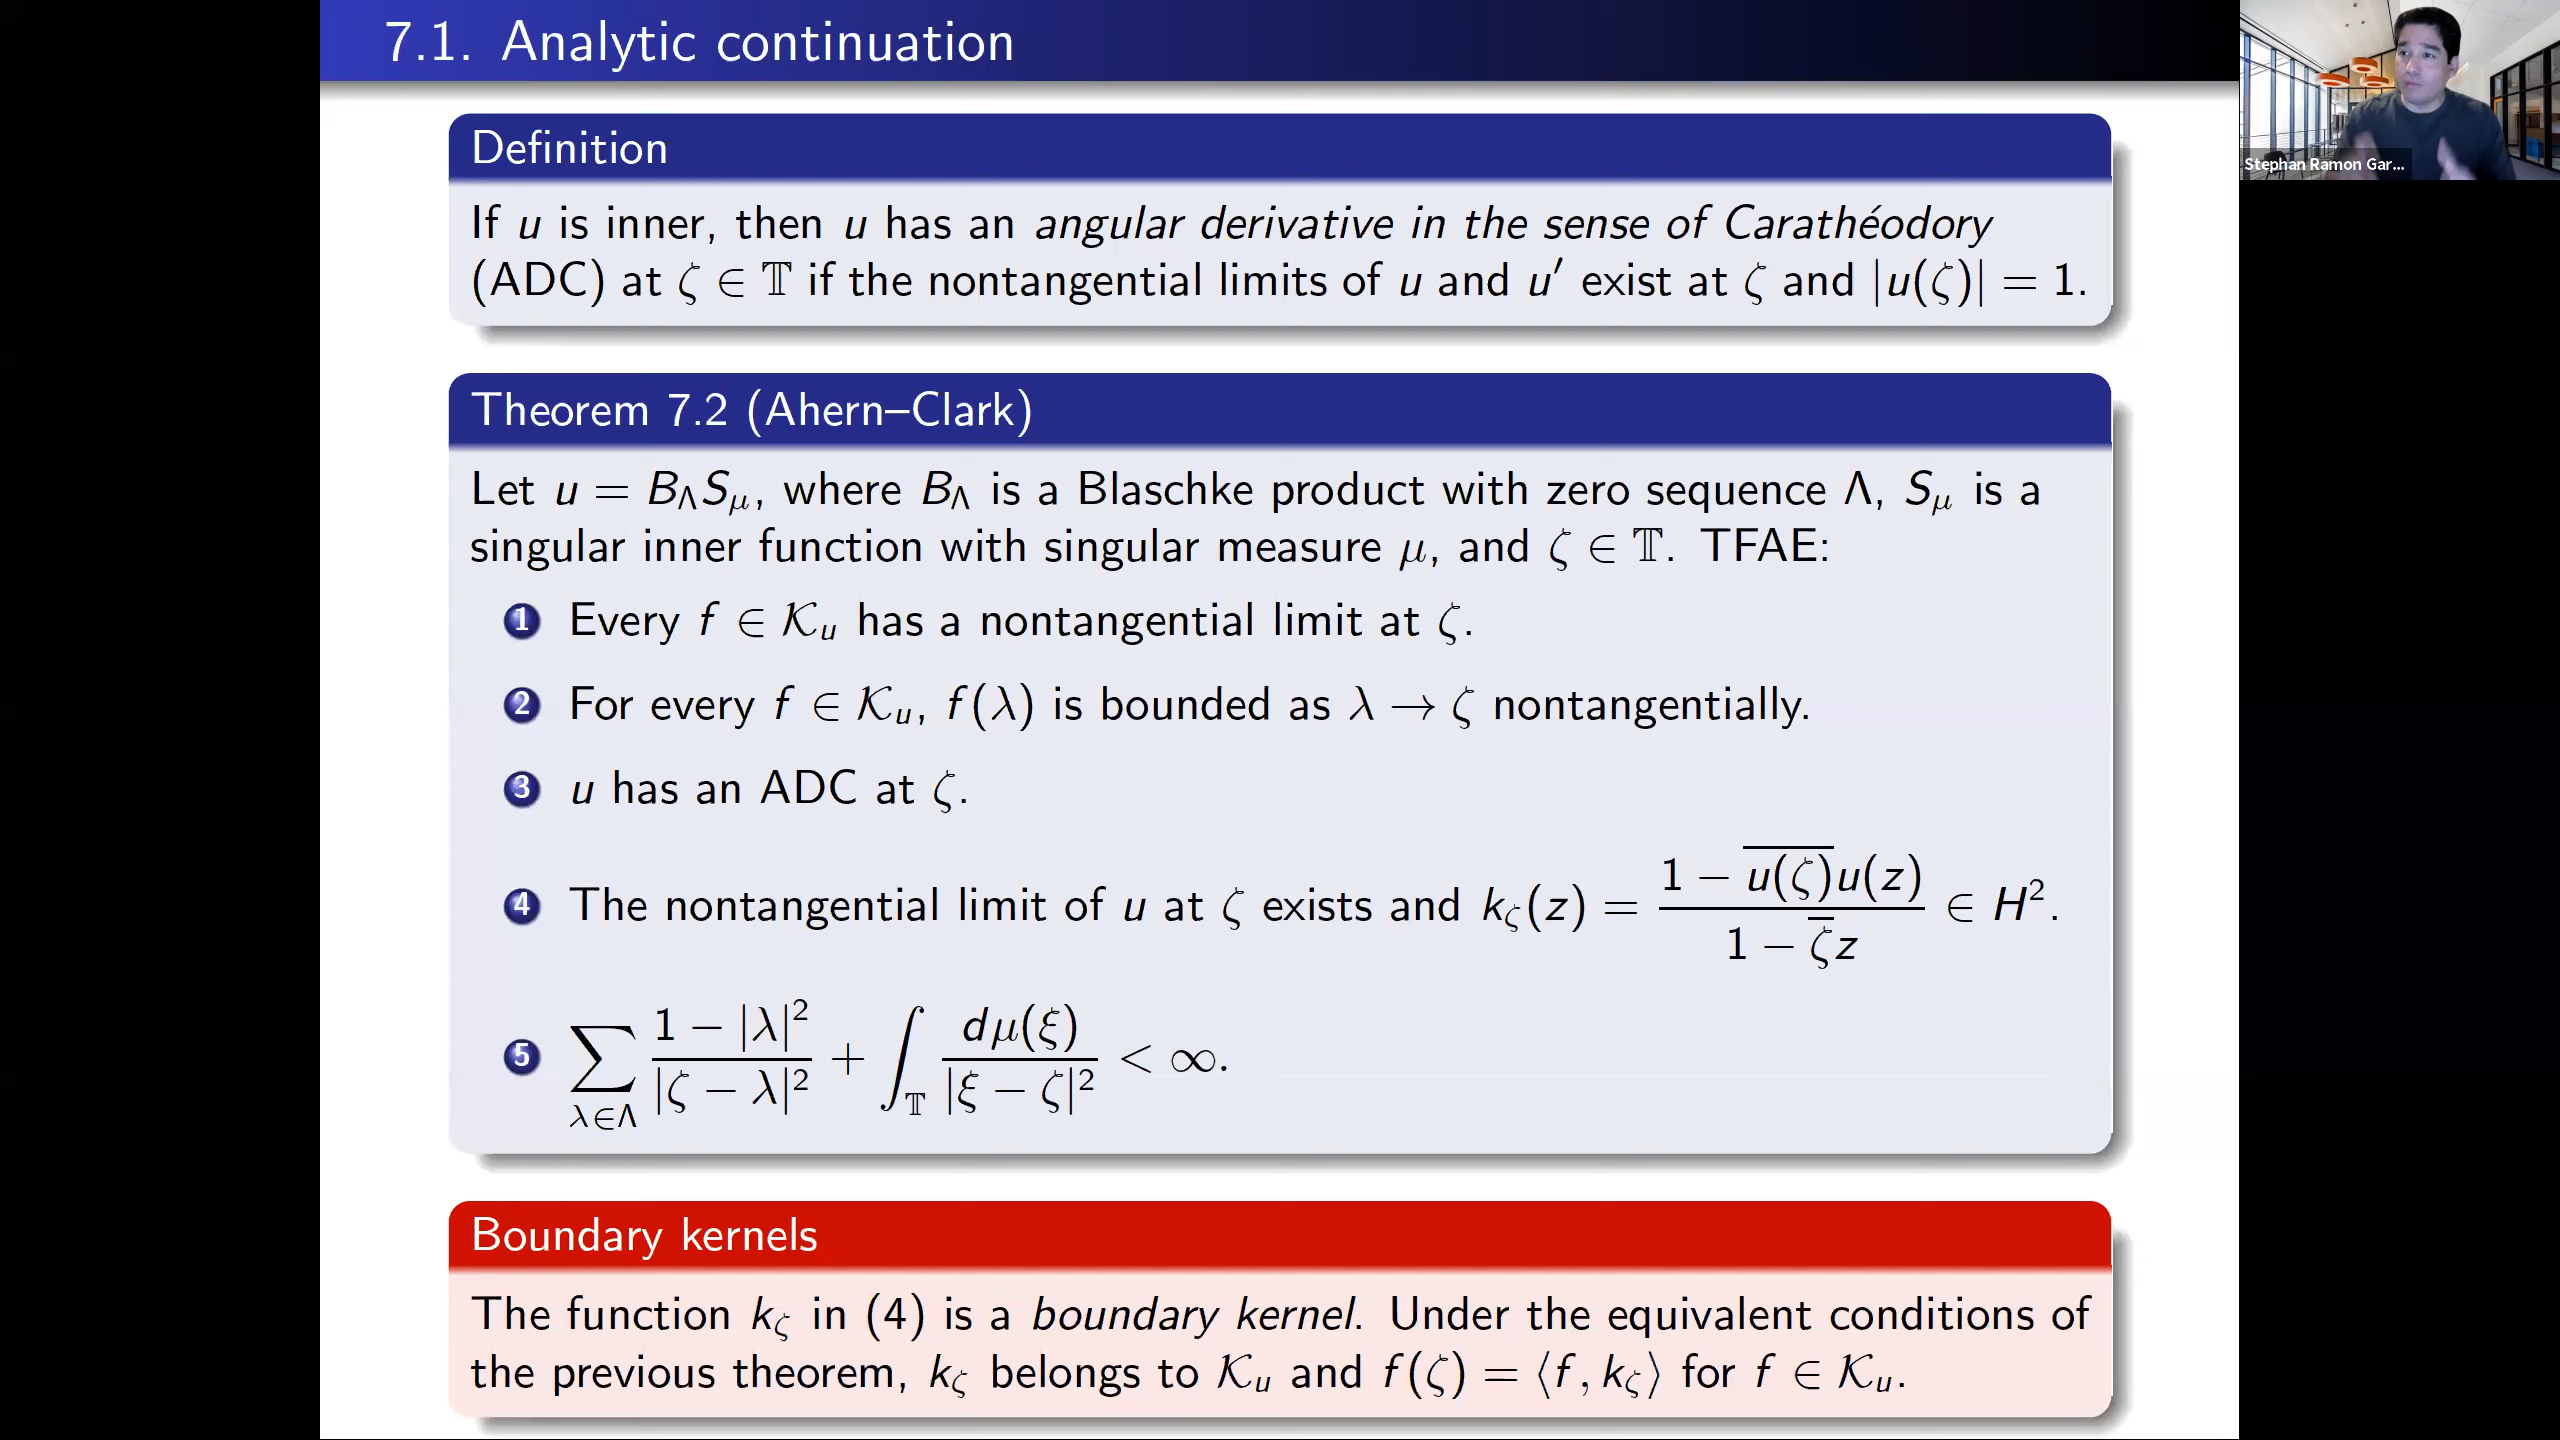 7.1. Analytic continuation
Stephan Ramon Gar...
Definition
If u is inner, then u has an angular derivative in the sense of Carathéodory
(ADC) at ζ ∈ 𝕋 if the nontangential limits of u and u′ exist at ζ and |u(ζ)| = 1.
Theorem 7.2 (Ahern–Clark)
Let u = B_Λ S_μ, where B_Λ is a Blaschke product with zero sequence Λ, S_μ is a
singular inner function with singular measure μ, and ζ ∈ 𝕋. TFAE:
1 Every f ∈ 𝒦_u has a nontangential limit at ζ.
2 For every f ∈ 𝒦_u, f(λ) is bounded as λ → ζ nontangentially.
3 u has an ADC at ζ.
4 The nontangential limit of u at ζ exists and k_ζ(z) = \frac{1 − \overline{u(ζ)}u(z)}{1 − \overline{ζ}z} ∈ H².
5 \sum_{λ∈Λ} \frac{1 − |λ|²}{|ζ − λ|²} + \int_𝕋 \frac{dμ(ξ)}{|ξ − ζ|²} < ∞.
Boundary kernels
The function k_ζ in (4) is a boundary kernel. Under the equivalent conditions of
the previous theorem, k_ζ belongs to 𝒦_u and f(ζ) = ⟨f, k_ζ⟩ for f ∈ 𝒦_u.